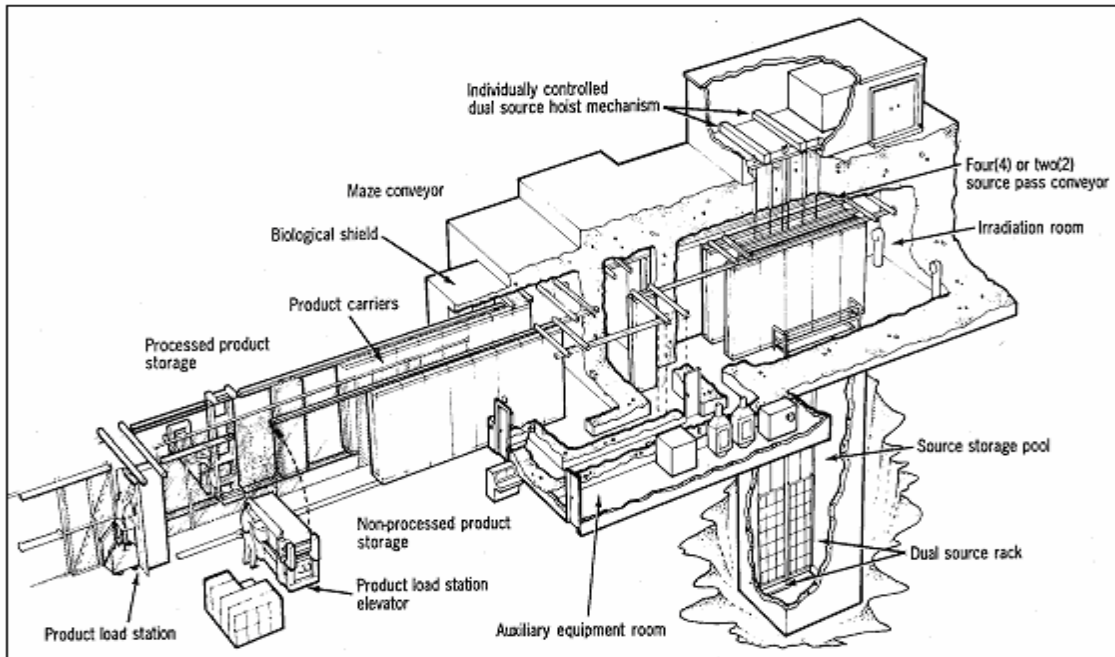 Individually controlled
dual source hoist mechanism
Four(4) or two(2)
source pass conveyor
Maze conveyor
Irradiation room
Biological shield
Product carriers
Processed product
storage
Source storage pool
Non-processed product
storage
Dual source rack
Product load station
elevator
Product load station
Auxiliary equipment room